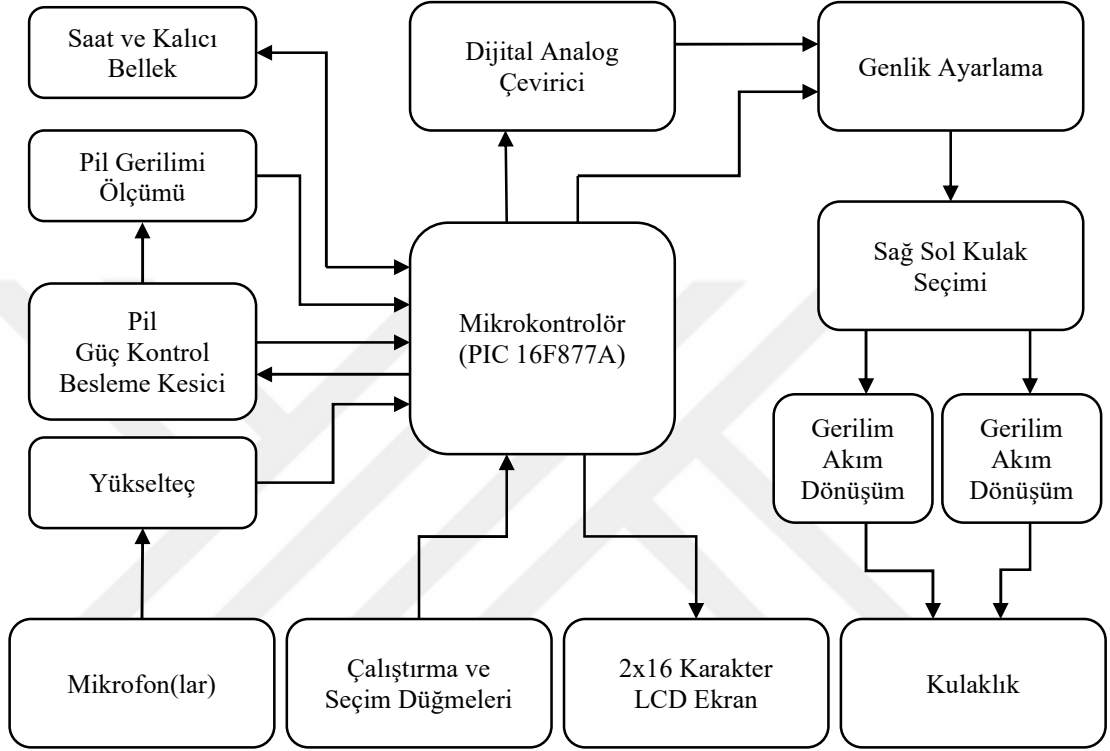 Saat ve Kalıcı
Bellek
Dijital Analog
Çevirici
Genlik Ayarlama
Pil Gerilimi
Ölçümü
Sağ Sol Kulak
Seçimi
Pil
Güç Kontrol
Besleme Kesici
Mikrokontrolör
(PIC 16F877A)
Gerilim
Akım
Dönüşüm
Gerilim
Akım
Dönüşüm
Yükselteç
Mikrofon(lar)
Çalıştırma ve
Seçim Düğmeleri
2x16 Karakter
LCD Ekran
Kulaklık